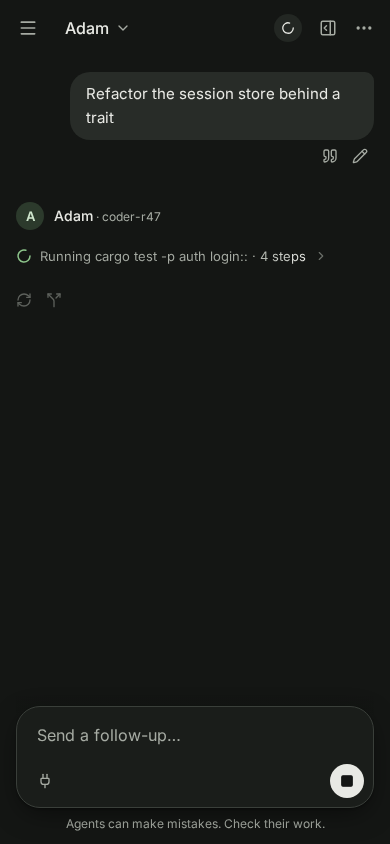 Adam
Refactor the session store behind a
trait
A
Adam · coder-r47
Running cargo test -p auth login:: · 4 steps
Send a follow-up...
Agents can make mistakes. Check their work.